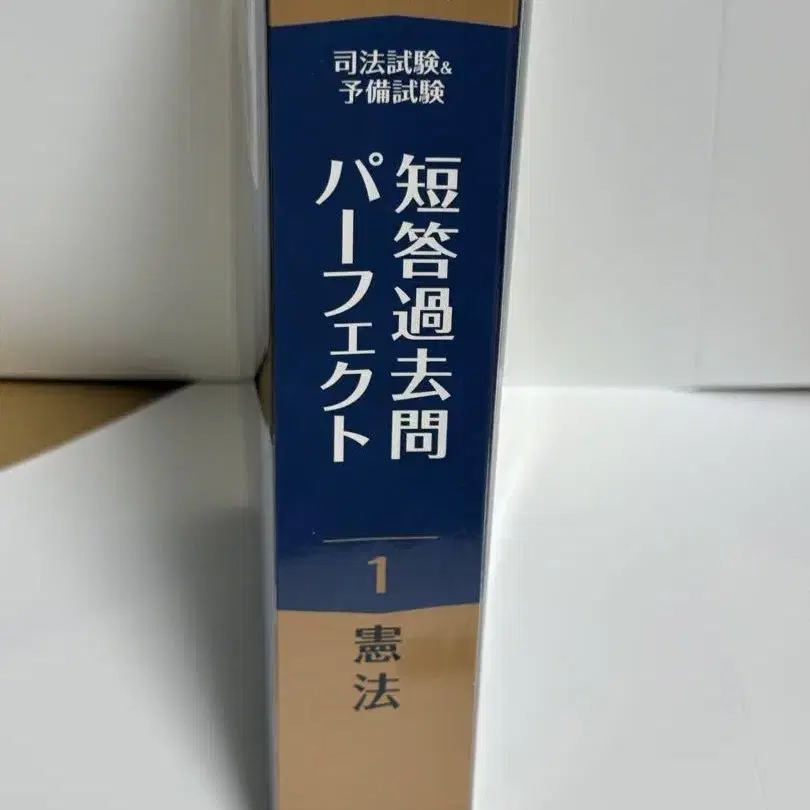 司法試験&
予備試験
短答過去問
パーフェクト
1
憲法